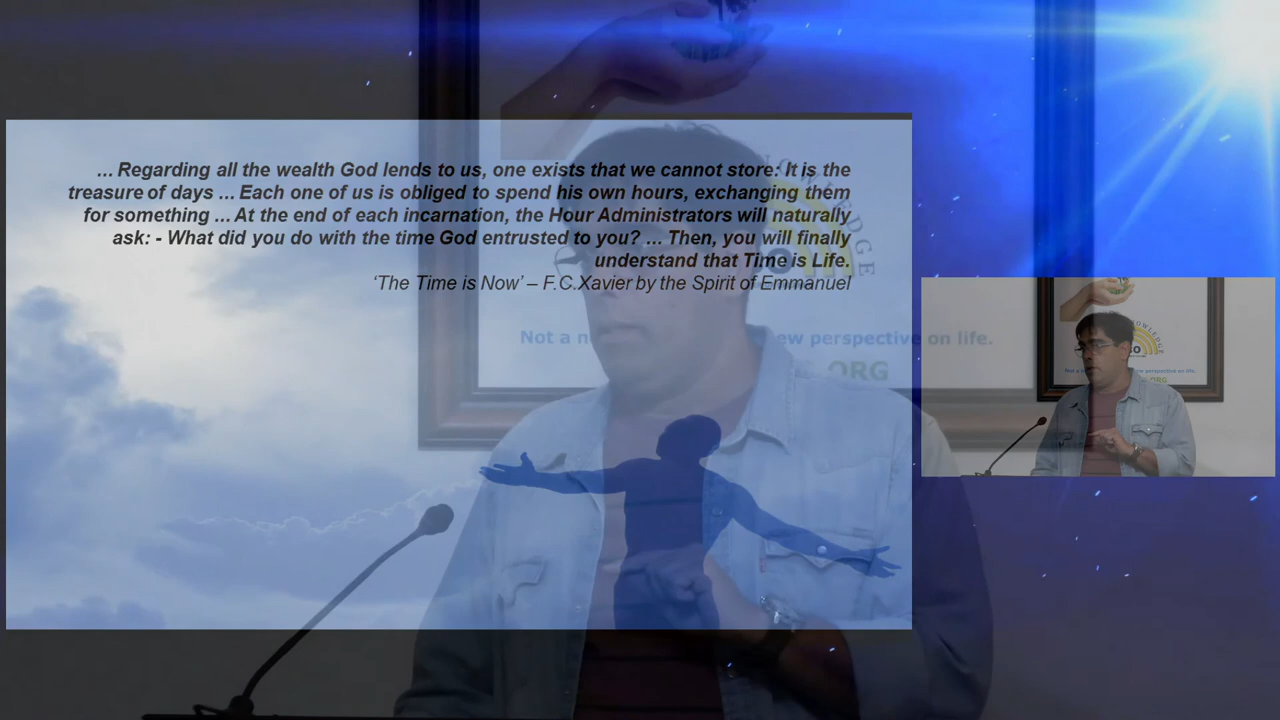 ... Regarding all the wealth God lends to us, one exists that we cannot store: It is the
treasure of days ... Each one of us is obliged to spend his own hours, exchanging them
for something ... At the end of each incarnation, the Hour Administrators will naturally
ask: - What did you do with the time God entrusted to you? ... Then, you will finally
understand that Time is Life.
‘The Time is Now’ – F.C.Xavier by the Spirit of Emmanuel
Not a n
ew perspective on life.
.ORG